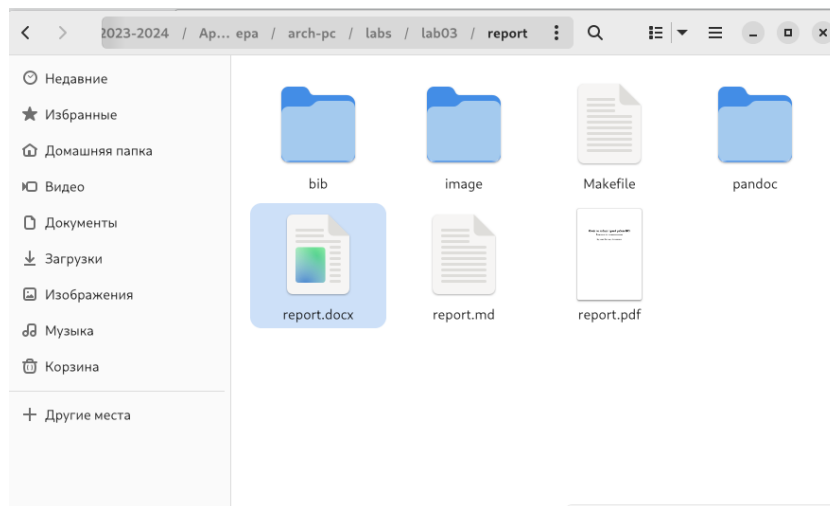 2023-2024 / Ap... ера / arch-pc / labs / lab03 / report
Недавние
Избранные
Домашняя папка
Видео
Документы
Загрузки
Изображения
Музыка
Корзина
Другие места
bib
image
Makefile
pandoc
report.docx
report.md
report.pdf